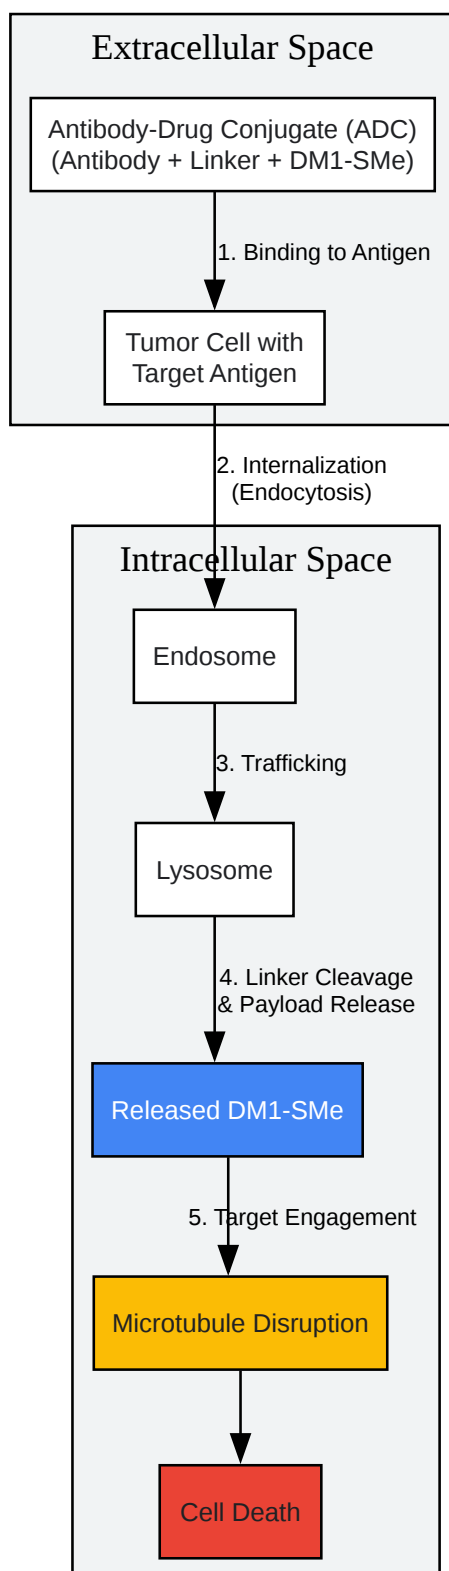 Extracellular Space
Antibody-Drug Conjugate (ADC)
(Antibody + Linker + DM1-SMe)
1. Binding to Antigen
Tumor Cell with
Target Antigen
2. Internalization
(Endocytosis)
Intracellular Space
Endosome
3. Trafficking
Lysosome
4. Linker Cleavage
& Payload Release
Released DM1-SMe
5. Target Engagement
Microtubule Disruption
Cell Death